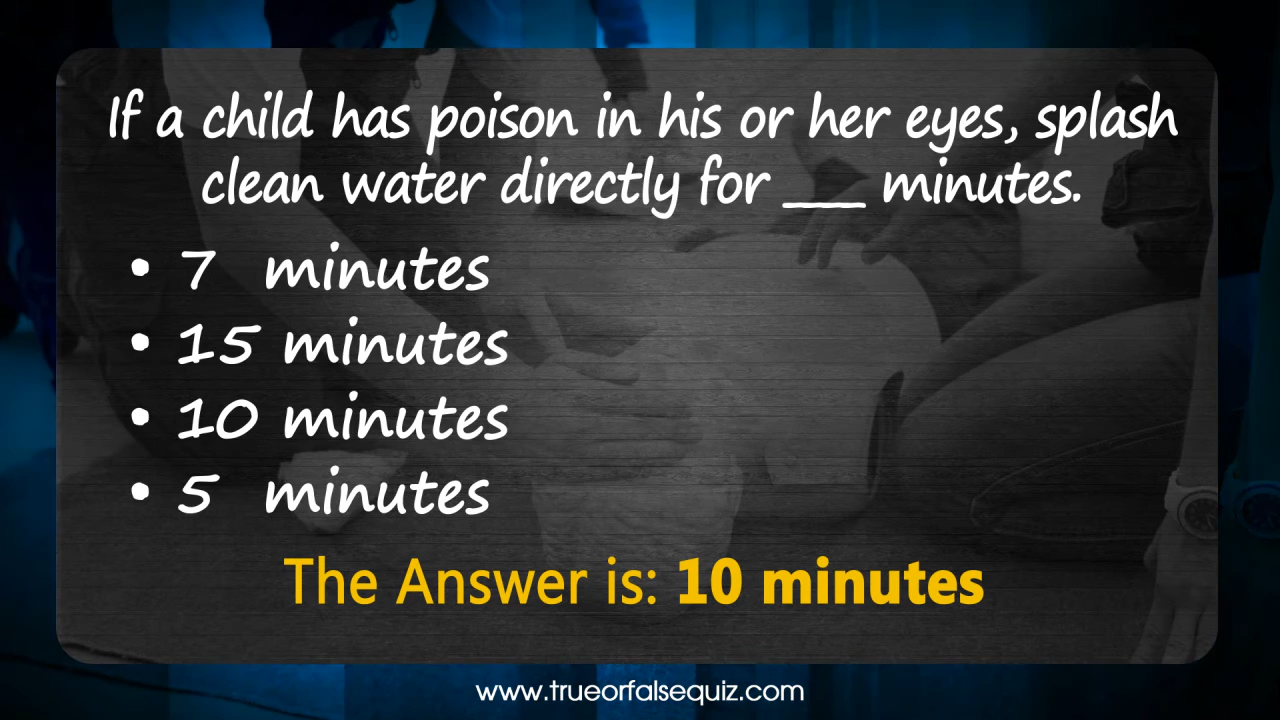 If a child has poison in his or her eyes, splash
clean water directly for ___ minutes.
• 7 minutes
• 15 minutes
• 10 minutes
• 5 minutes
The Answer is: 10 minutes
www.trueorfalsequiz.com